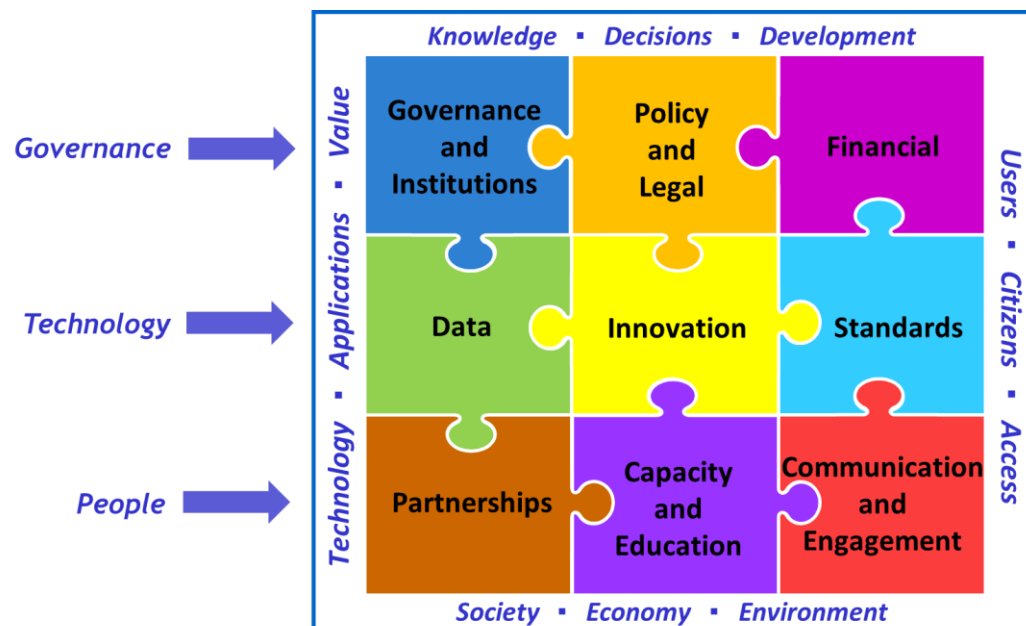 Knowledge ▪ Decisions ▪ Development
Governance
Technology
People
Technology ▪ Applications ▪ Value
Governance
and
Institutions
Policy
and
Legal
Financial
Data
Innovation
Standards
Partnerships
Capacity
and
Education
Communication
and
Engagement
Users ▪ Citizens ▪ Access
Society ▪ Economy ▪ Environment